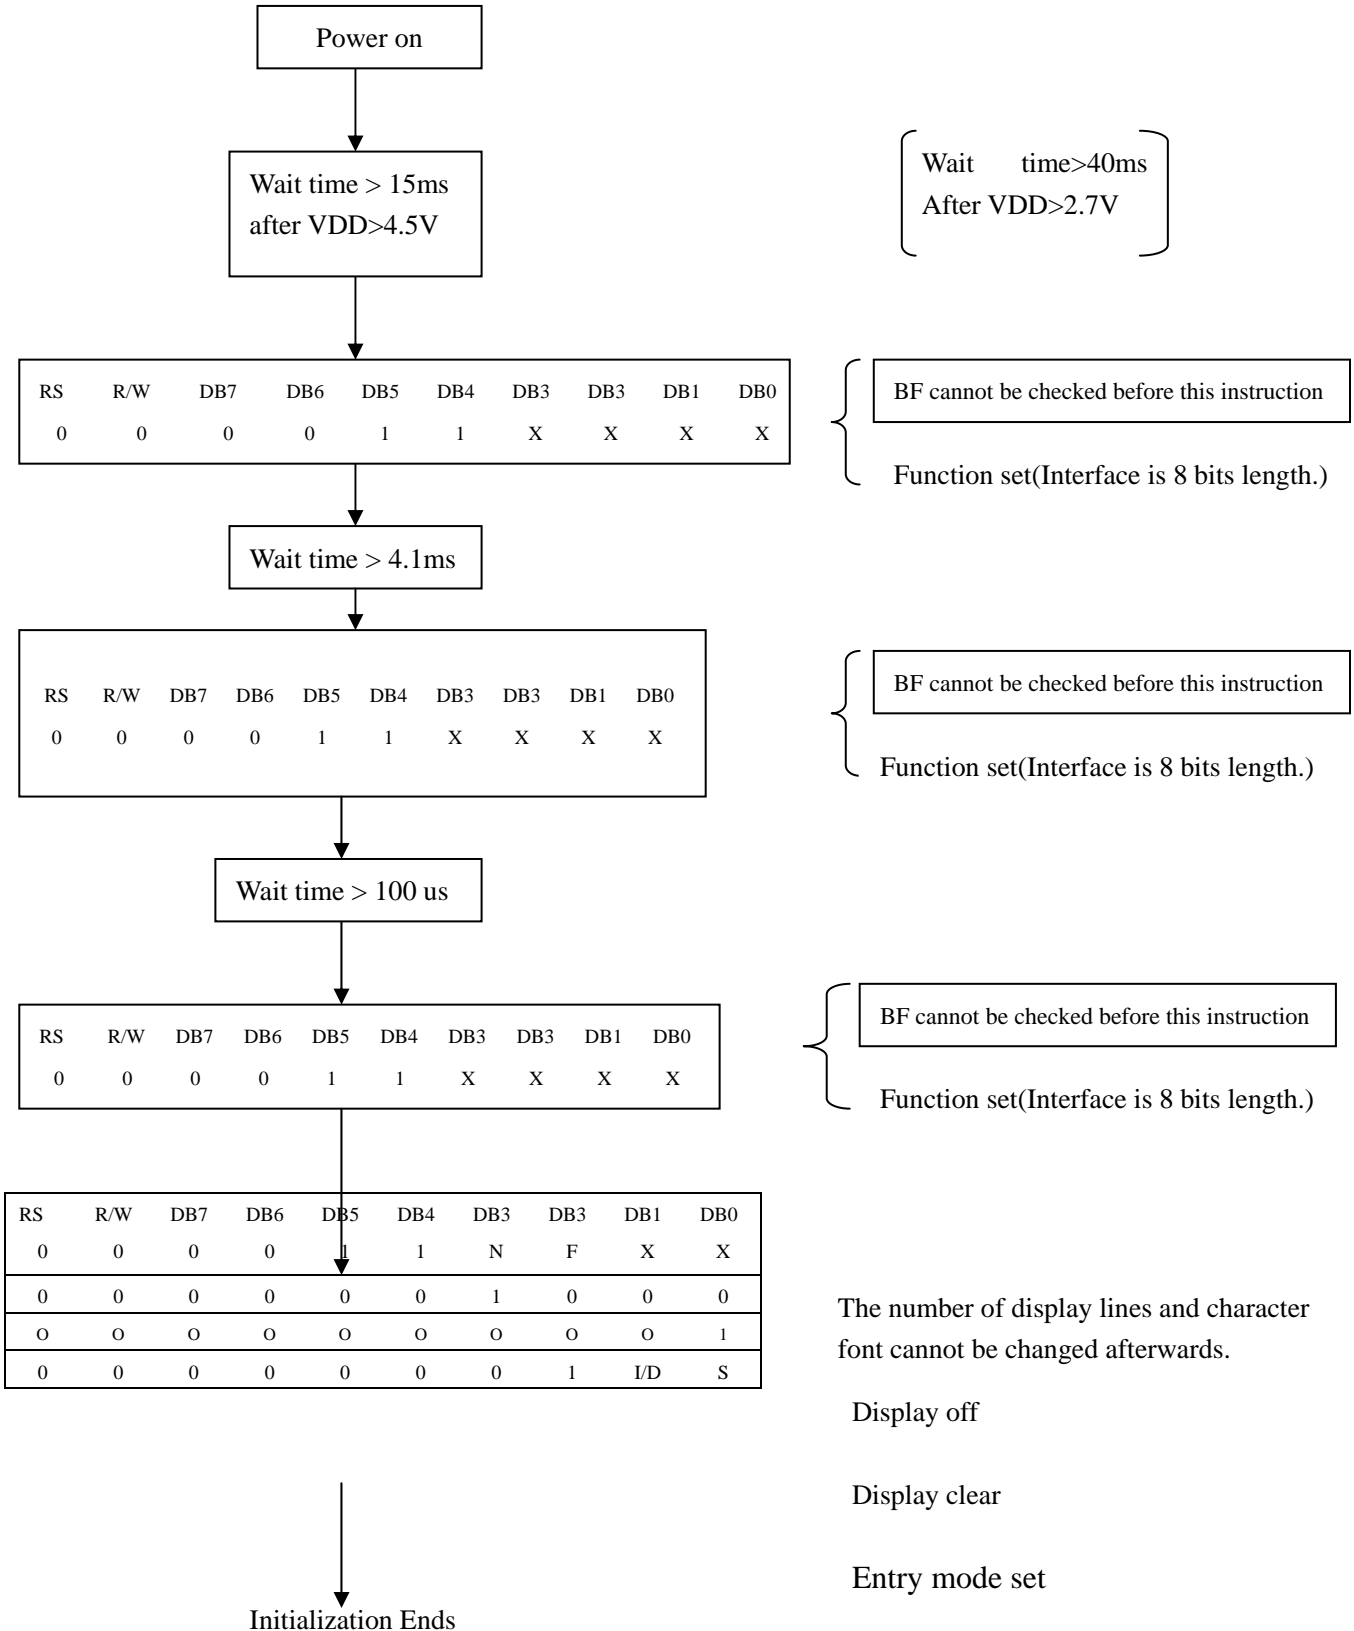 Power on
Wait time > 15ms
after VDD>4.5V
Wait time>40ms
After VDD>2.7V
RS R/W DB7 DB6 DB5 DB4 DB3 DB3 DB1 DB0
0 0 0 0 1 1 X X X X
BF cannot be checked before this instruction
Function set(Interface is 8 bits length.)
Wait time > 4.1ms
RS R/W DB7 DB6 DB5 DB4 DB3 DB3 DB1 DB0
0 0 0 0 1 1 X X X X
BF cannot be checked before this instruction
Function set(Interface is 8 bits length.)
Wait time > 100 us
RS R/W DB7 DB6 DB5 DB4 DB3 DB3 DB1 DB0
0 0 0 0 1 1 X X X X
BF cannot be checked before this instruction
Function set(Interface is 8 bits length.)
RS R/W DB7 DB6 DB5 DB4 DB3 DB3 DB1 DB0
0 0 0 0 1 1 N F X X
0 0 0 0 0 0 1 0 0 0
O O O O O O O O O 1
0 0 0 0 0 0 0 1 I/D S
The number of display lines and character
font cannot be changed afterwards.
Display off
Display clear
Entry mode set
Initialization Ends